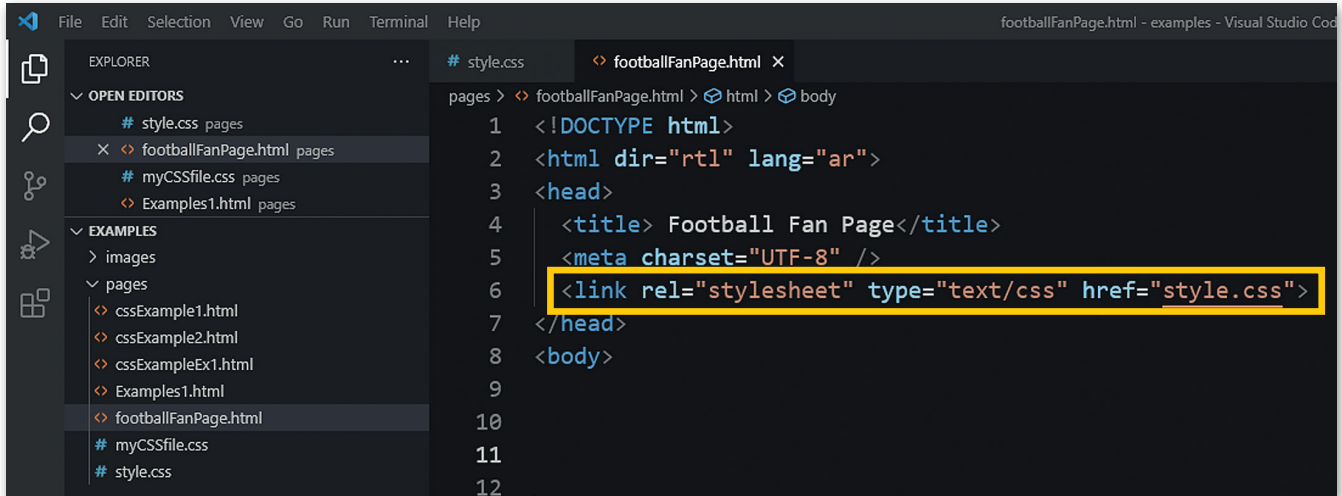 File Edit Selection View Go Run Terminal Help footballFanPage.html - examples - Visual Studio Cod
EXPLORER ...
OPEN EDITORS
# style.css pages
footballFanPage.html pages
# myCSSfile.css pages
Examples1.html pages
EXAMPLES
images
pages
cssExample1.html
cssExample2.html
cssExampleEx1.html
Examples1.html
footballFanPage.html
# myCSSfile.css
# style.css
# style.css <> footballFanPage.html ×
pages > <> footballFanPage.html > html > body
1 <!DOCTYPE html>
2 <html dir="rtl" lang="ar">
3 <head>
4 <title> Football Fan Page</title>
5 <meta charset="UTF-8" />
6 <link rel="stylesheet" type="text/css" href="style.css">
7 </head>
8 <body>
9
10
11
12